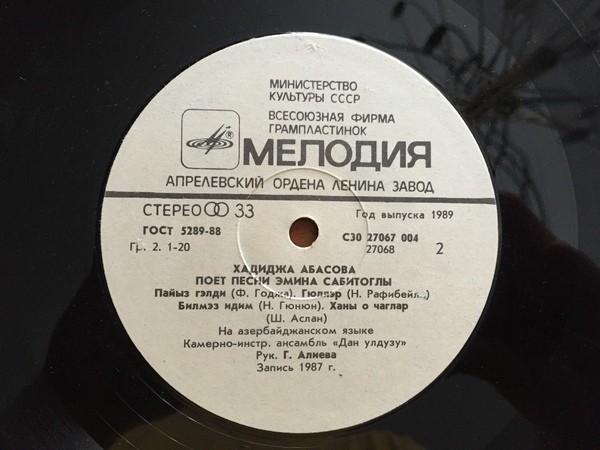 МИНИСТЕРСТВО
КУЛЬТУРЫ СССР
ВСЕСОЮЗНАЯ ФИРМА
ГРАМПЛАСТИНОК
®
МЕЛОДИЯ
АПРЕЛЕВСКИЙ ОРДЕНА ЛЕНИНА ЗАВОД
СТЕРЕО 33
Год выпуска 1989
ГОСТ 5289-88
С30 27067 004
Гр. 2. 1-20
27068
2
ХАДИДЖА АБАСОВА
ПОЕТ ПЕСНИ ЭМИНА САБИТОГЛЫ
Пайыз гэлди (Ф. Годжа). Гюллэр (Н. Рафибейли)
Билмэз идим (Н. Гюнюн). Ханы о чаглар
(Ш. Аслан)
На азербайджанском языке
Камерно-инстр. ансамбль «Дан улдузу»
Рук. Г. Алиева
Запись 1987 г.